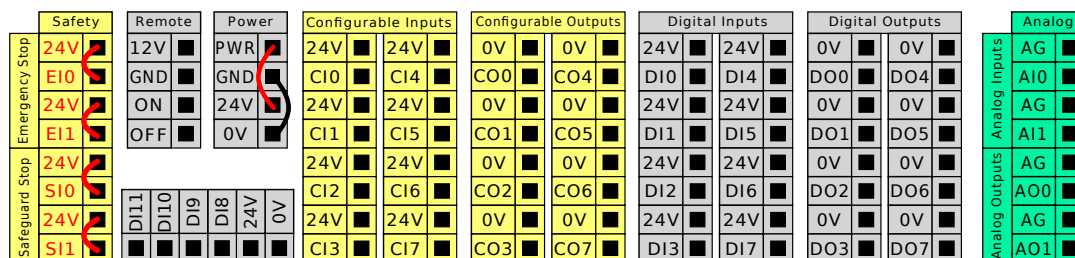 Safety
Emergency Stop
24V
EI0
24V
EI1
Safeguard Stop
24V
SI0
24V
SI1
Remote
12V
GND
ON
OFF
Power
PWR
GND
24V
0V
DI11 DI10 DI9 DI8 24V 0V
Configurable Inputs
24V 24V
CI0 CI4
24V 24V
CI1 CI5
24V 24V
CI2 CI6
24V 24V
CI3 CI7
Configurable Outputs
0V 0V
CO0 CO4
0V 0V
CO1 CO5
0V 0V
CO2 CO6
0V 0V
CO3 CO7
Digital Inputs
24V 24V
DI0 DI4
24V 24V
DI1 DI5
24V 24V
DI2 DI6
24V 24V
DI3 DI7
Digital Outputs
0V 0V
DO0 DO4
0V 0V
DO1 DO5
0V 0V
DO2 DO6
0V 0V
DO3 DO7
Analog
Analog Inputs
AG
AI0
AG
AI1
Analog Outputs
AG
AO0
AG
AO1